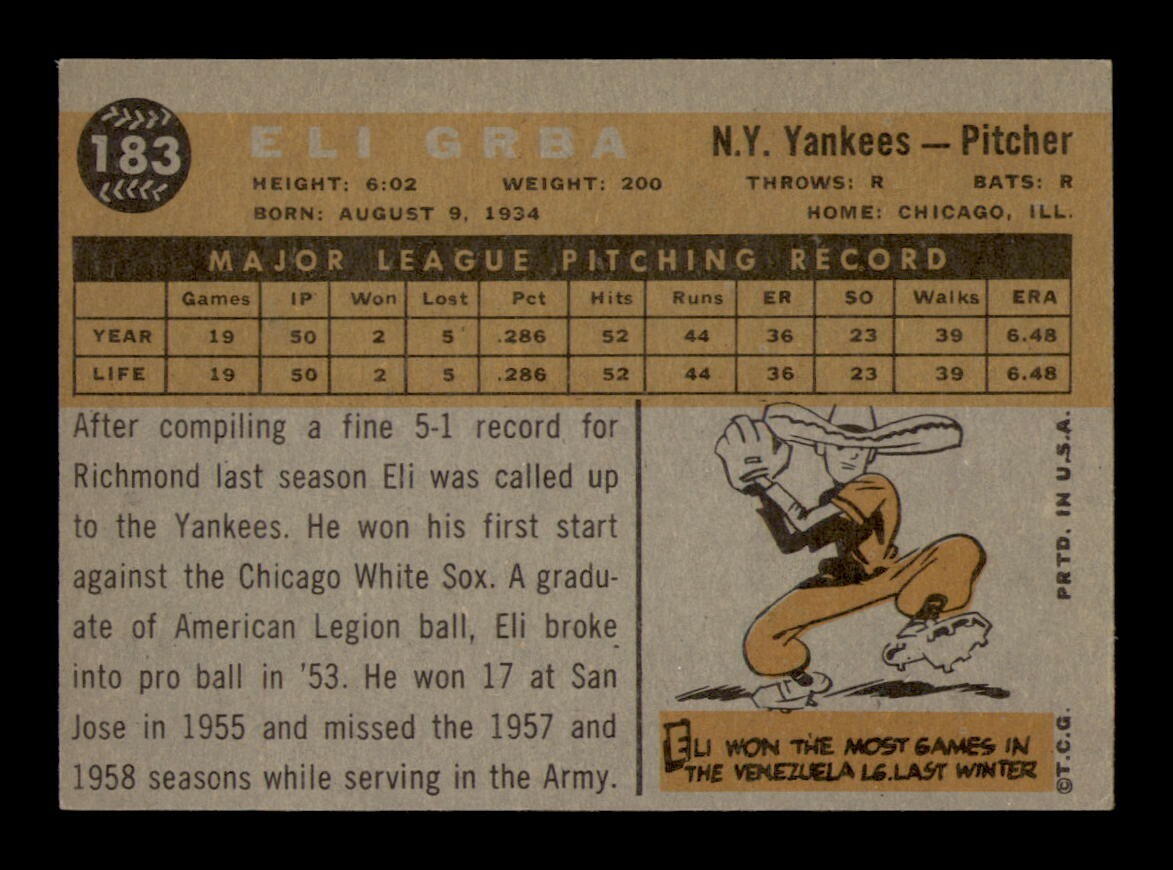 183
ELI GRBA
N.Y. Yankees — Pitcher
HEIGHT: 6:02 WEIGHT: 200 THROWS: R BATS: R
BORN: AUGUST 9, 1934 HOME: CHICAGO, ILL.
MAJOR LEAGUE PITCHING RECORD
Games IP Won Lost Pct Hits Runs ER SO Walks ERA
YEAR 19 50 2 5 .286 52 44 36 23 39 6.48
LIFE 19 50 2 5 .286 52 44 36 23 39 6.48
After compiling a fine 5-1 record for
Richmond last season Eli was called up
to the Yankees. He won his first start
against the Chicago White Sox. A gradu-
ate of American Legion ball, Eli broke
into pro ball in '53. He won 17 at San
Jose in 1955 and missed the 1957 and
1958 seasons while serving in the Army.
ELI WON THE MOST GAMES IN
THE VENEZUELA LG. LAST WINTER
©T.C.G. PRTD. IN U.S.A.